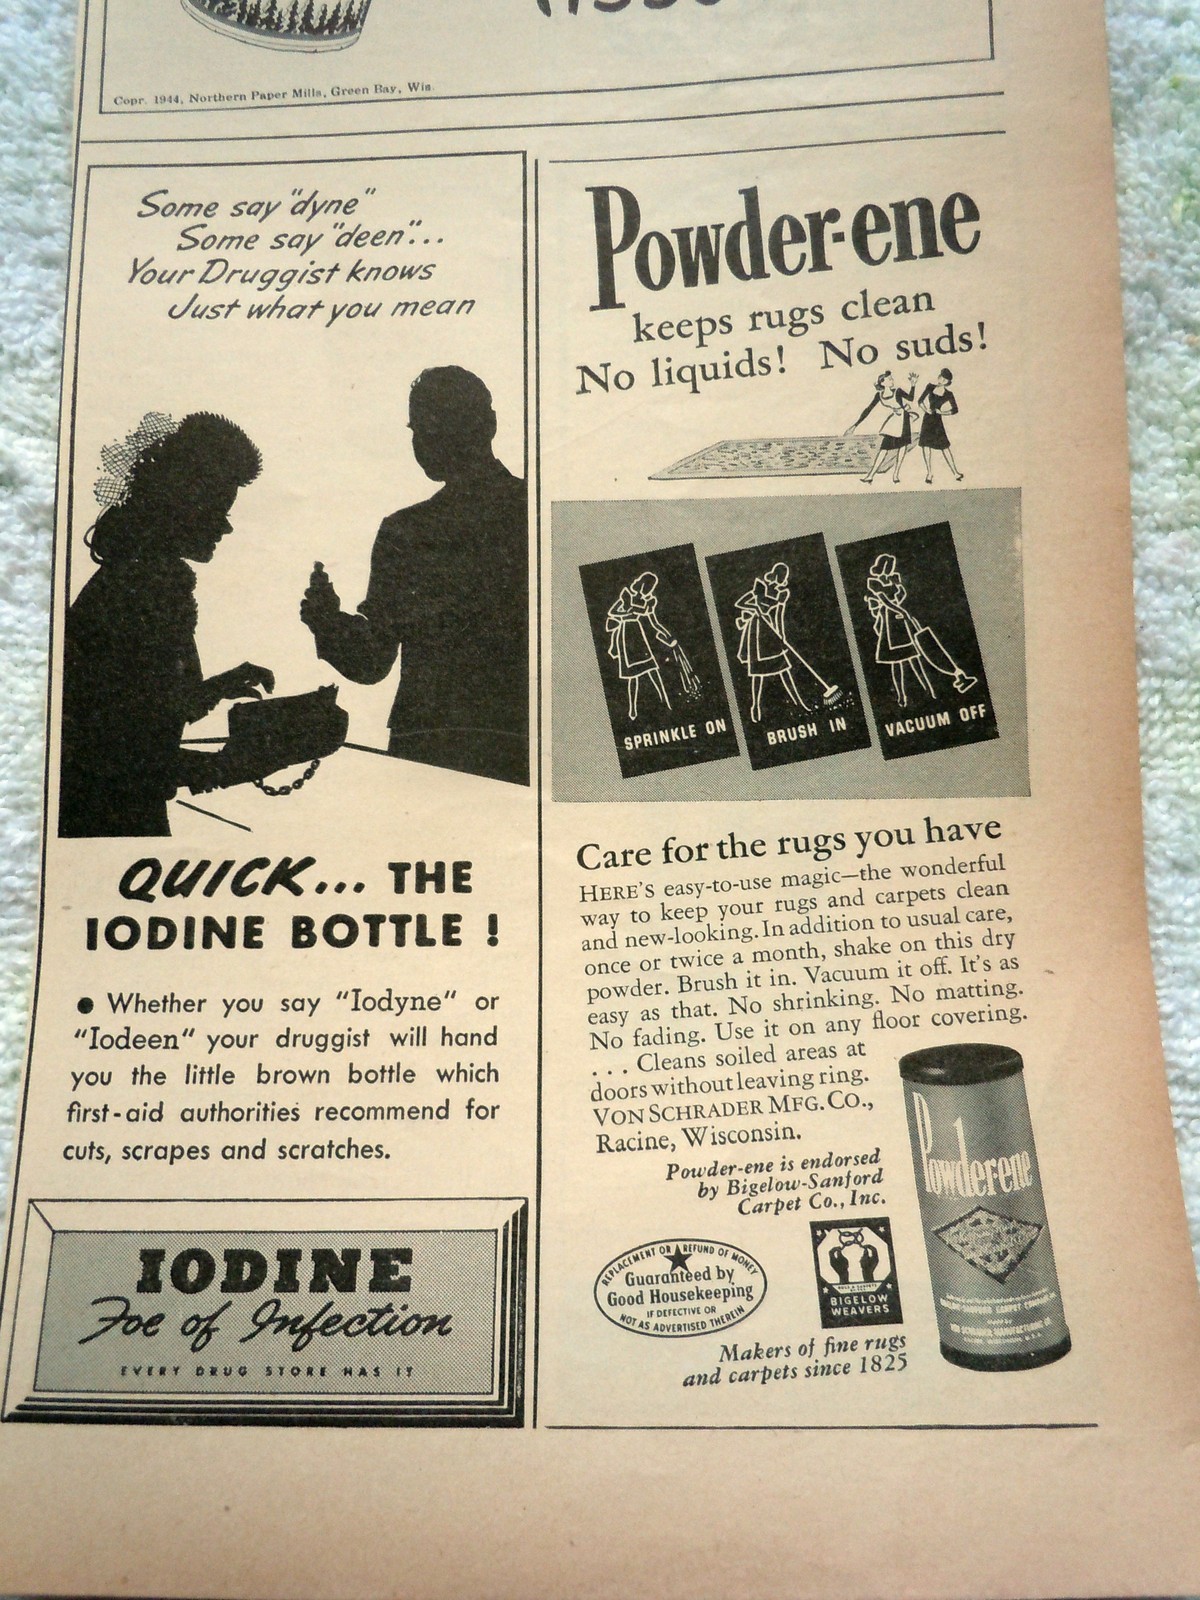 Copr. 1944, Northern Paper Mills, Green Bay, Wis.
Some say "dyne"
Some say "deen"...
Your Druggist knows
Just what you mean
QUICK... THE
IODINE BOTTLE !
● Whether you say "Iodyne" or
"Iodeen" your druggist will hand
you the little brown bottle which
first-aid authorities recommend for
cuts, scrapes and scratches.
IODINE
Foe of Infection
EVERY DRUG STORE HAS IT
Powder-ene
keeps rugs clean
No liquids! No suds!
SPRINKLE ON
BRUSH IN
VACUUM OFF
Care for the rugs you have
HERE'S easy-to-use magic—the wonderful
way to keep your rugs and carpets clean
and new-looking. In addition to usual care,
once or twice a month, shake on this dry
powder. Brush it in. Vacuum it off. It's as
easy as that. No shrinking. No matting.
No fading. Use it on any floor covering.
. . . Cleans soiled areas at
doors without leaving ring.
VON SCHRADER MFG. CO.,
Racine, Wisconsin.
Powder-ene is endorsed
by Bigelow-Sanford
Carpet Co., Inc.
REPLACEMENT OR REFUND OF MONEY
Guaranteed by
Good Housekeeping
IF DEFECTIVE OR
NOT AS ADVERTISED THEREIN
BIGELOW
WEAVERS
Makers of fine rugs
and carpets since 1825
Powder-ene
VON SCHRADER MANUFACTURING CO.